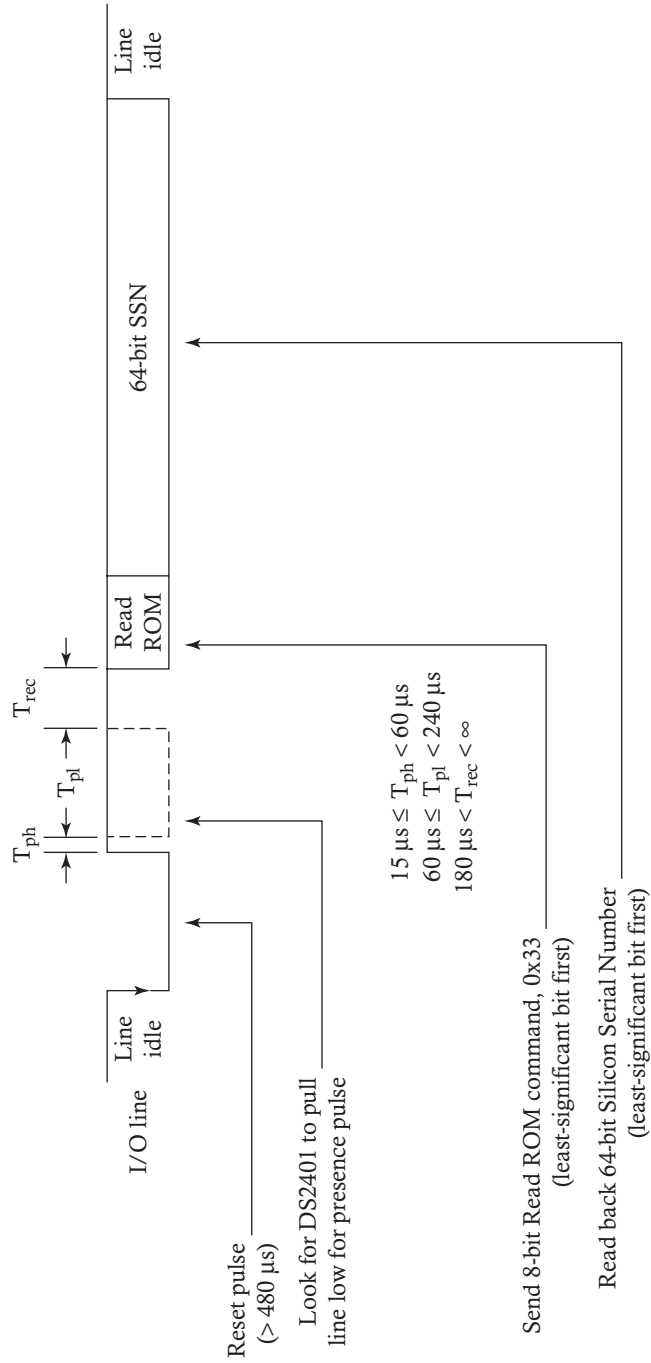 T_ph
T_pl
T_rec
I/O line
Line
idle
Read
ROM
64-bit SSN
Line
idle
Reset pulse
(> 480 µs)
Look for DS2401 to pull
line low for presence pulse
15 µs ≤ T_ph < 60 µs
60 µs ≤ T_pl < 240 µs
180 µs < T_rec < ∞
Send 8-bit Read ROM command, 0x33
(least-significant bit first)
Read back 64-bit Silicon Serial Number
(least-significant bit first)